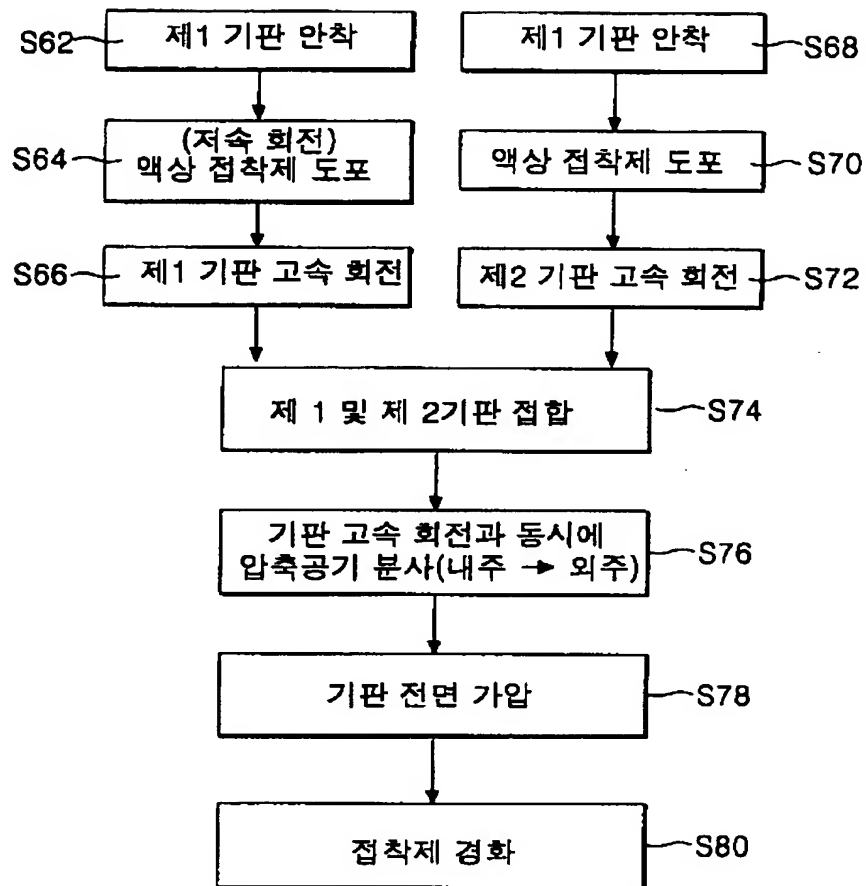 S62 제1 기판 안착
제1 기판 안착 S68
S64 (저속 회전)
액상 접착제 도포
액상 접착제 도포 S70
S66 제1 기판 고속 회전
제2 기판 고속 회전 S72
제 1 및 제 2기판 접합 S74
기판 고속 회전과 동시에
압축공기 분사(내주 → 외주) S76
기판 전면 가압 S78
접착제 경화 S80